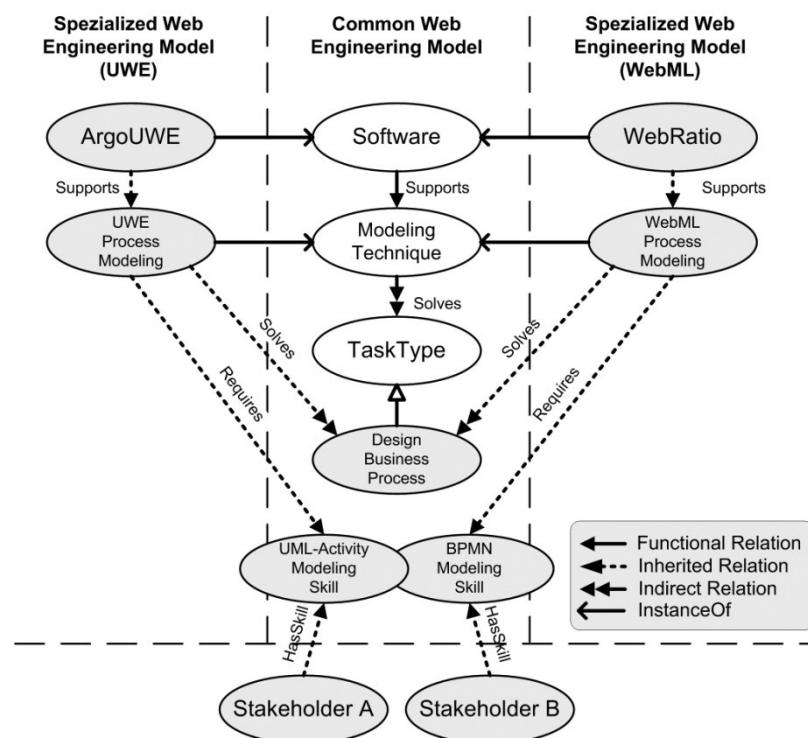 Spezialized Web
Engineering Model
(UWE)
Common Web
Engineering Model
Spezialized Web
Engineering Model
(WebML)
ArgoUWE
Software
WebRatio
Supports
Supports
Supports
UWE
Process
Modeling
Modeling
Technique
WebML
Process
Modeling
Solves
Solves
Solves
TaskType
Requires
Requires
Design
Business
Process
UML-Activity
Modeling
Skill
BPMN
Modeling
Skill
Functional Relation
Inherited Relation
Indirect Relation
InstanceOf
HasSkill
HasSkill
Stakeholder A
Stakeholder B